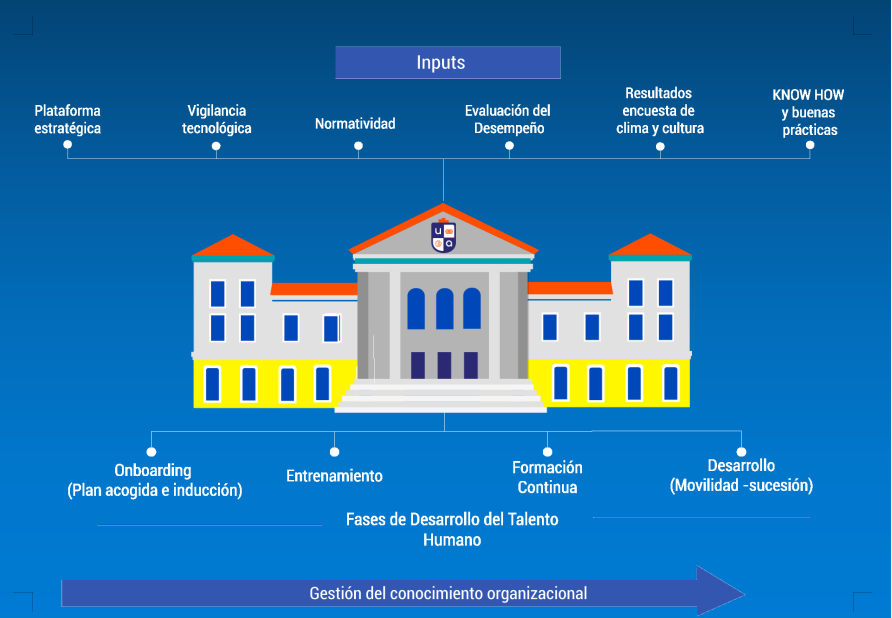 Inputs
Plataforma
estratégica
Vigilancia
tecnológica
Normatividad
Evaluación del
Desempeño
Resultados
encuesta de
clima y cultura
KNOW HOW
y buenas
prácticas
u
a
Onboarding
(Plan acogida e inducción)
Entrenamiento
Formación
Continua
Desarrollo
(Movilidad -sucesión)
Fases de Desarrollo del Talento
Humano
Gestión del conocimiento organizacional